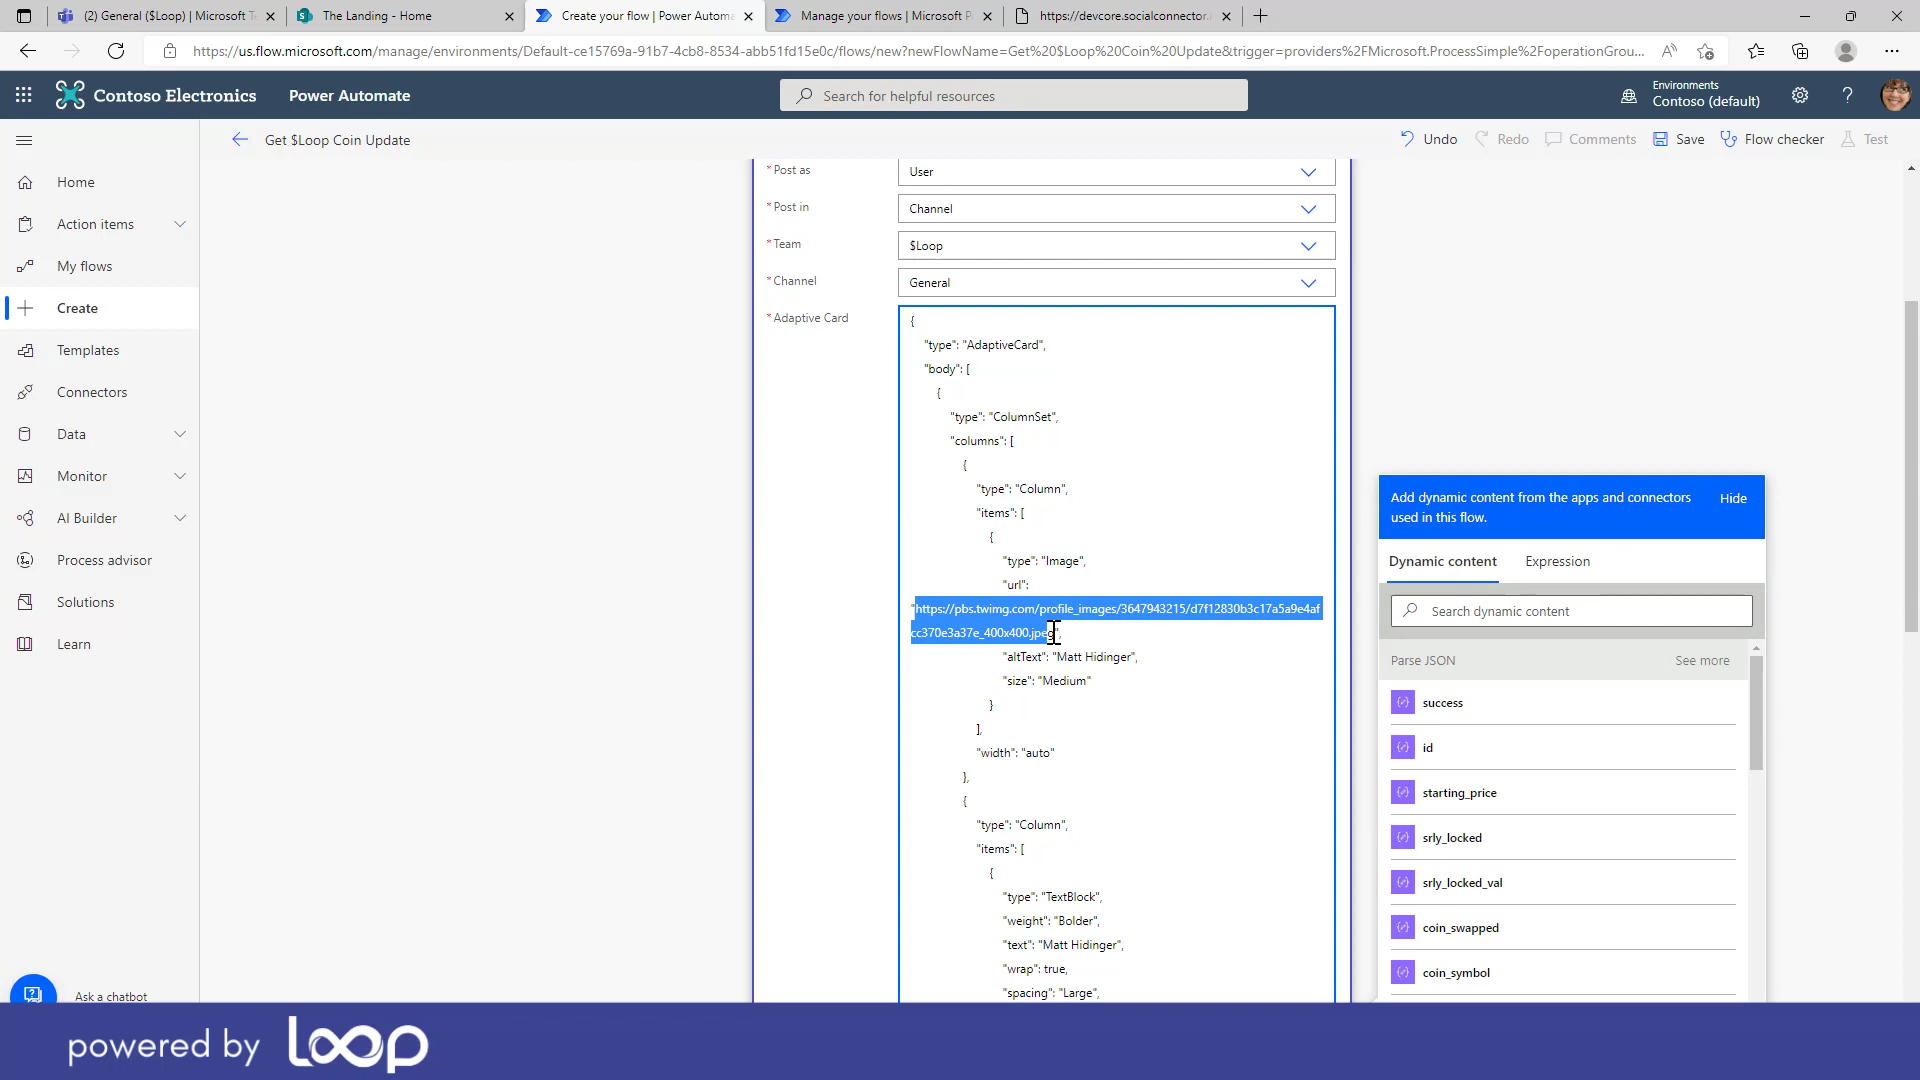 (2) General ($Loop) | Microsoft Te
The Landing - Home
Create your flow | Power Automa
Manage your flows | Microsoft P
https://devcore.socialconnector.
https://us.flow.microsoft.com/manage/environments/Default-ce15769a-91b7-4cb8-8534-abb51fd15e0c/flows/new?newFlowName=Get%20$Loop%20Coin%20Update&trigger=providers%2FMicrosoft.ProcessSimple%2FoperationGrou...
Contoso Electronics
Power Automate
Search for helpful resources
Environments
Contoso (default)
Get $Loop Coin Update
Undo
Redo
Comments
Save
Flow checker
Test
Home
Action items
My flows
Create
Templates
Connectors
Data
Monitor
AI Builder
Process advisor
Solutions
Learn
Ask a chatbot
* Post as
User
* Post in
Channel
* Team
$Loop
* Channel
General
* Adaptive Card
{
"type": "AdaptiveCard",
"body": [
{
"type": "ColumnSet",
"columns": [
{
"type": "Column",
"items": [
{
"type": "Image",
"url":
"https://pbs.twimg.com/profile_images/3647943215/d7f12830b3c17a5a9e4af
cc370e3a37e_400x400.jpeg",
"altText": "Matt Hidinger",
"size": "Medium"
}
],
"width": "auto"
},
{
"type": "Column",
"items": [
{
"type": "TextBlock",
"weight": "Bolder",
"text": "Matt Hidinger",
"wrap": true,
"spacing": "Large",
Add dynamic content from the apps and connectors
used in this flow.
Hide
Dynamic content
Expression
Search dynamic content
Parse JSON
See more
success
id
starting_price
srly_locked
srly_locked_val
coin_swapped
coin_symbol
powered by loop